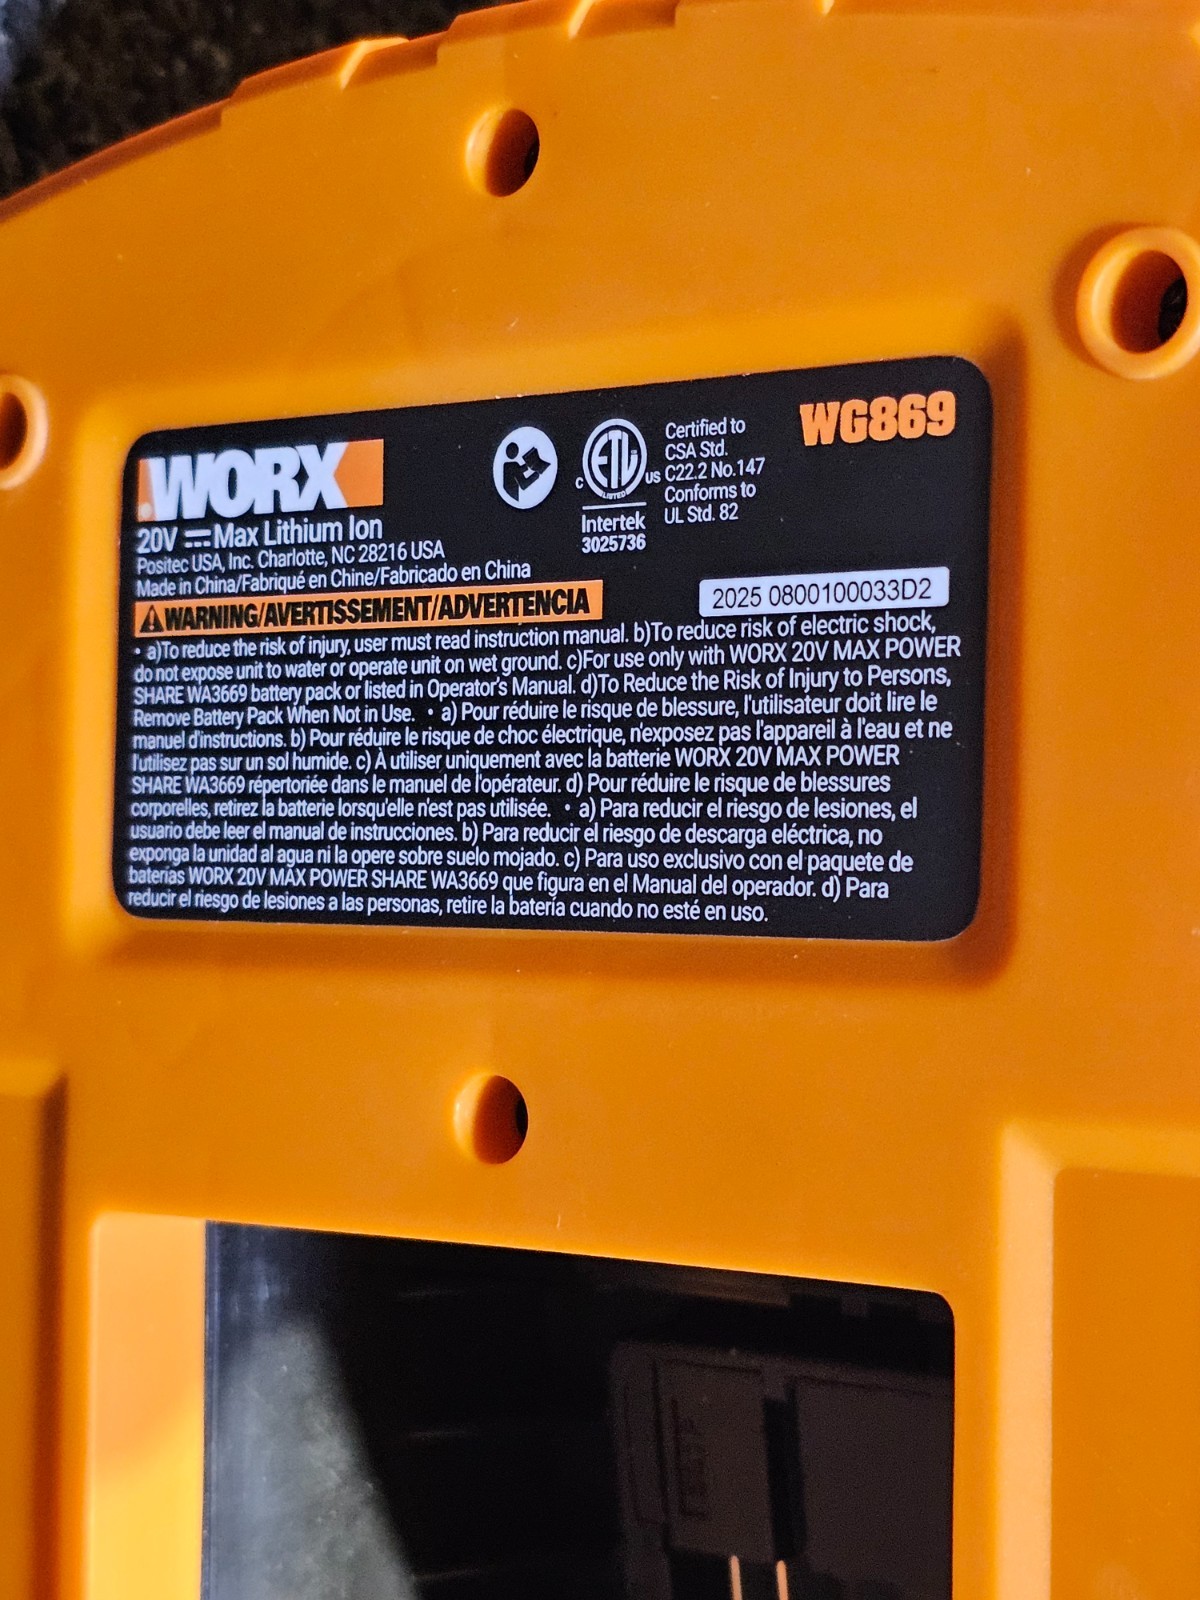 WORX
WG869
20V Max Lithium Ion
Positec USA, Inc. Charlotte, NC 28216 USA
Made in China/Fabriqué en Chine/Fabricado en China
c ETL us
LISTED
Intertek
3025736
Certified to
CSA Std.
C22.2 No.147
Conforms to
UL Std. 82
WARNING/AVERTISSEMENT/ADVERTENCIA
2025 0800100033D2
• a)To reduce the risk of injury, user must read instruction manual. b)To reduce risk of electric shock,
do not expose unit to water or operate unit on wet ground. c)For use only with WORX 20V MAX POWER
SHARE WA3669 battery pack or listed in Operator's Manual. d)To Reduce the Risk of Injury to Persons,
Remove Battery Pack When Not in Use. • a) Pour réduire le risque de blessure, l'utilisateur doit lire le
manuel d'instructions. b) Pour réduire le risque de choc électrique, n'exposez pas l'appareil à l'eau et ne
l'utilisez pas sur un sol humide. c) À utiliser uniquement avec la batterie WORX 20V MAX POWER
SHARE WA3669 répertoriée dans le manuel de l'opérateur. d) Pour réduire le risque de blessures
corporelles, retirez la batterie lorsqu'elle n'est pas utilisée. • a) Para reducir el riesgo de lesiones, el
usuario debe leer el manual de instrucciones. b) Para reducir el riesgo de descarga eléctrica, no
exponga la unidad al agua ni la opere sobre suelo mojado. c) Para uso exclusivo con el paquete de
baterías WORX 20V MAX POWER SHARE WA3669 que figura en el Manual del operador. d) Para
reducir el riesgo de lesiones a las personas, retire la batería cuando no esté en uso.